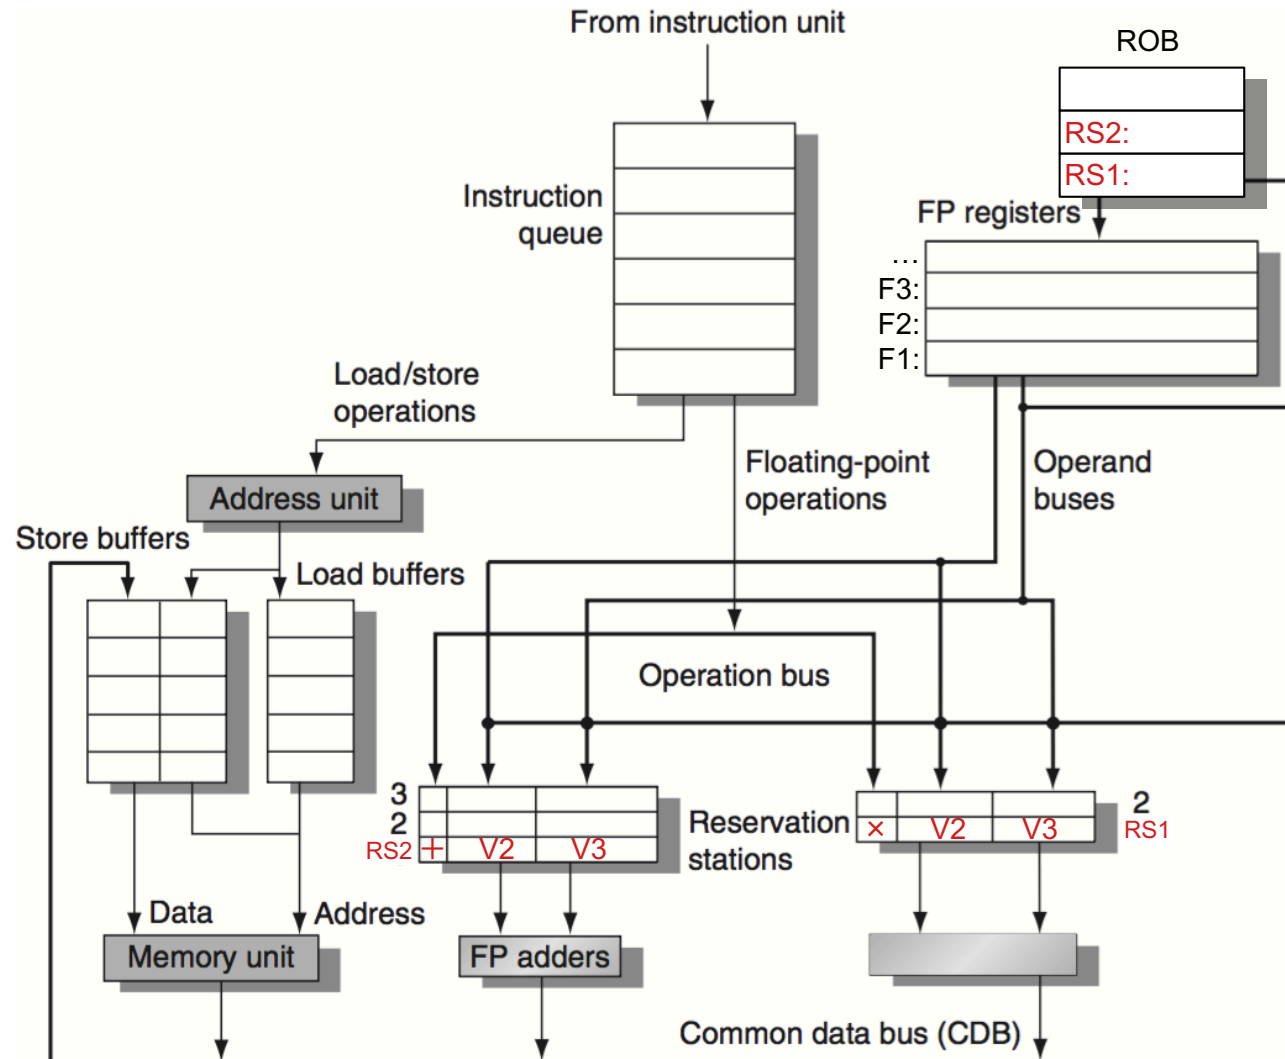 From instruction unit
ROB
RS2:
RS1:
Instruction
queue
FP registers
...
F3:
F2:
F1:
Load/store
operations
Address unit
Floating-point
operations
Operand
buses
Store buffers
Load buffers
Operation bus
3
2
RS2 + V2 V3
Reservation
stations
2
× V2 V3 RS1
Data
Address
Memory unit
FP adders
Common data bus (CDB)